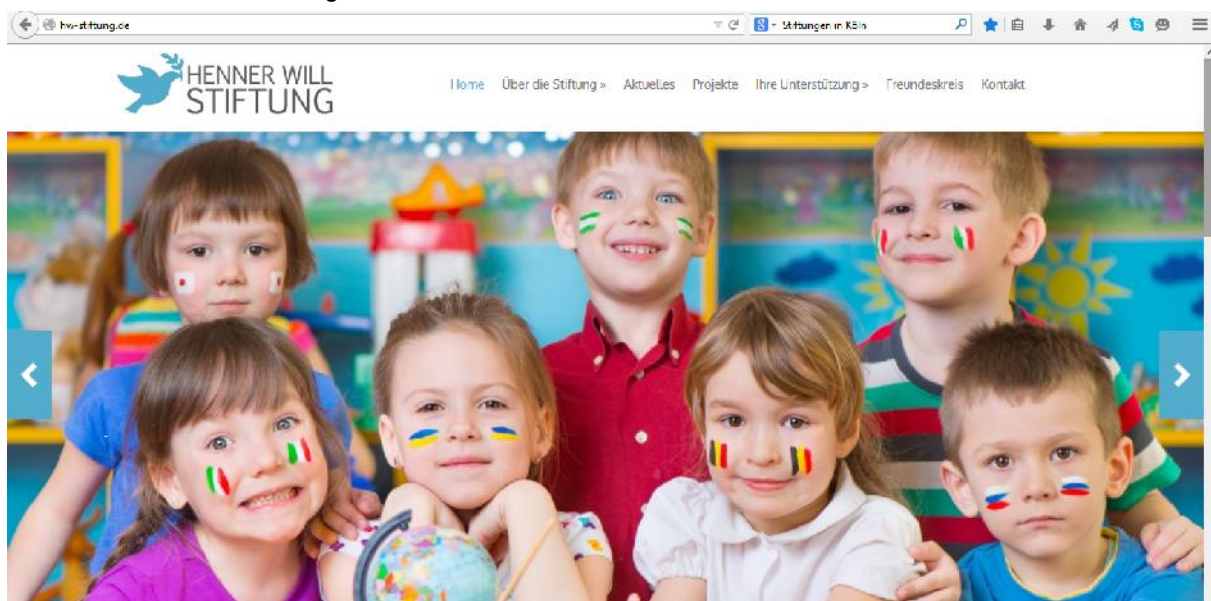 hw-stiftung.de
Stiftungen in Köln
HENNER WILL
STIFTUNG
Home Über die Stiftung » Aktuelles Projekte Ihre Unterstützung » Freundeskreis Kontakt